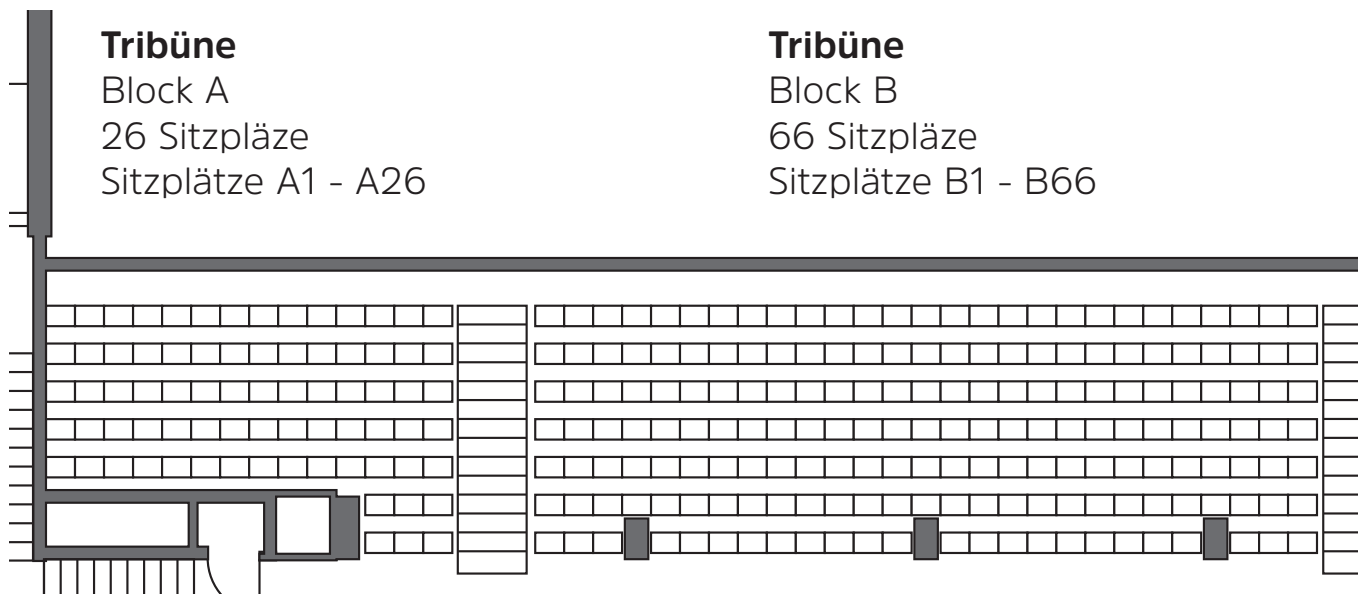 Tribüne
Block A
26 Sitzpläze
Sitzplätze A1 - A26
Tribüne
Block B
66 Sitzpläze
Sitzplätze B1 - B66